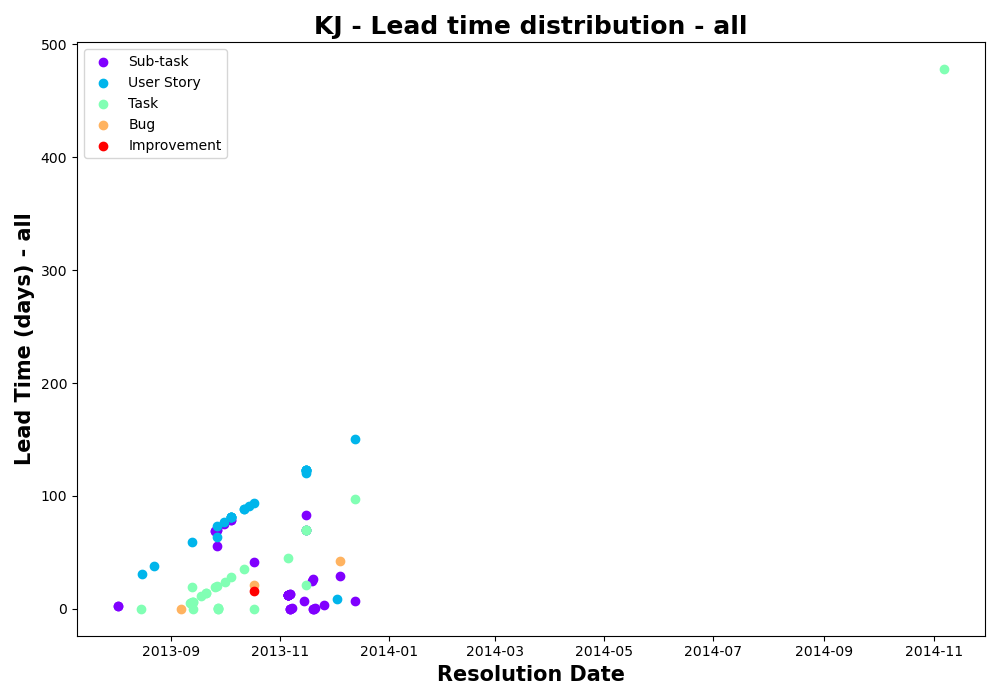 KJ - Lead time distribution - all
Sub-task
User Story
Task
Bug
Improvement
500
400
300
200
100
0
Lead Time (days) - all
2013-09 2013-11 2014-01 2014-03 2014-05 2014-07 2014-09 2014-11
Resolution Date